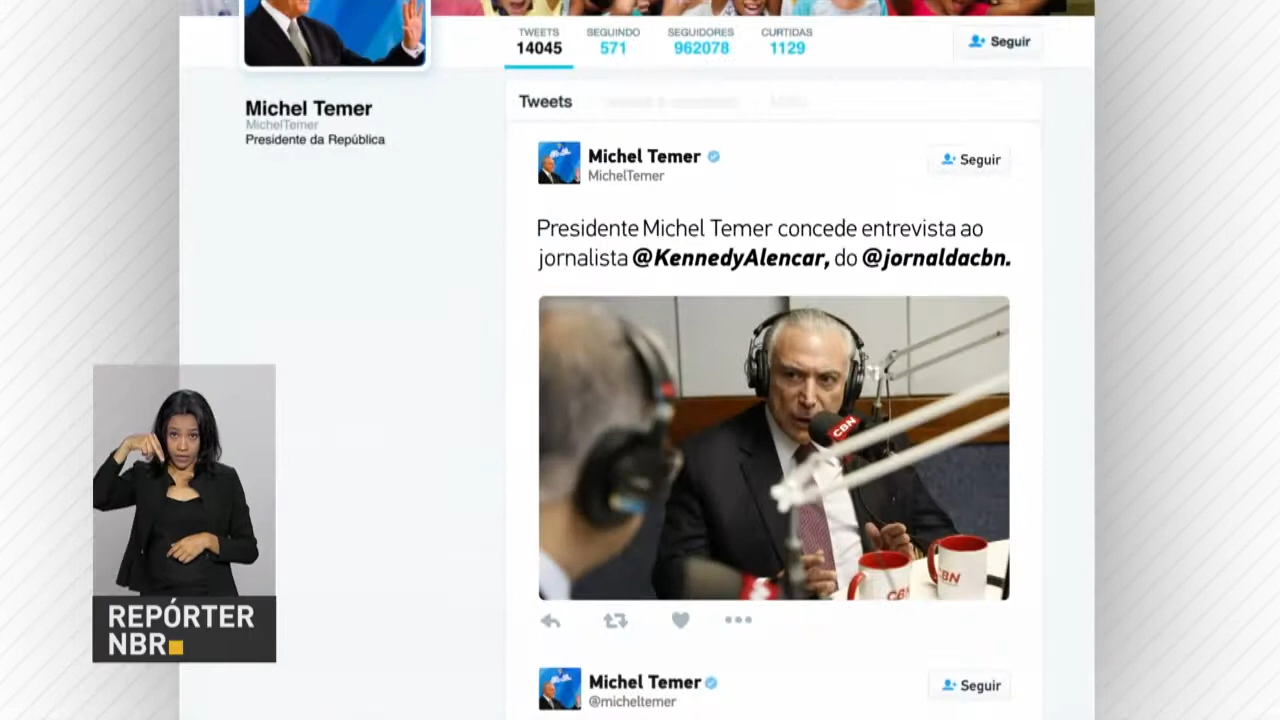 TWEETS SEGUINDO SEGUIDORES CURTIDAS
14045 571 962078 1129
Seguir
Michel Temer
MichelTemer
Presidente da República
Tweets
Michel Temer
MichelTemer
Seguir
Presidente Michel Temer concede entrevista ao
jornalista @KennedyAlencar, do @jornaldacbn.
CBN
CBN
CBN
REPÓRTER
NBR
Michel Temer
@micheltemer
Seguir